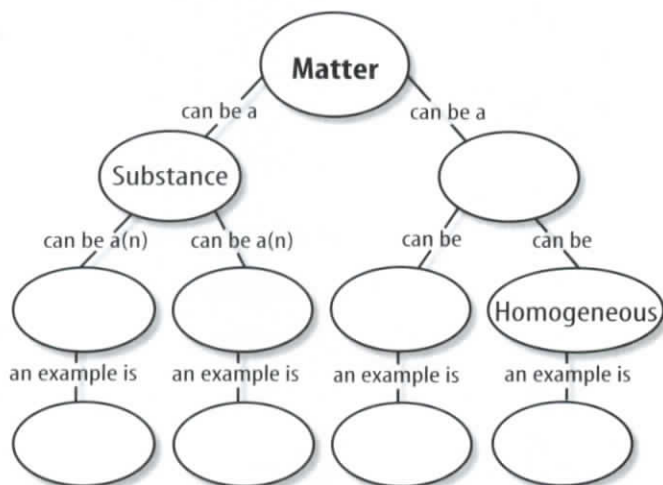 Matter
can be a can be a
Substance
can be a(n) can be a(n) can be can be
Homogeneous
an example is an example is an example is an example is